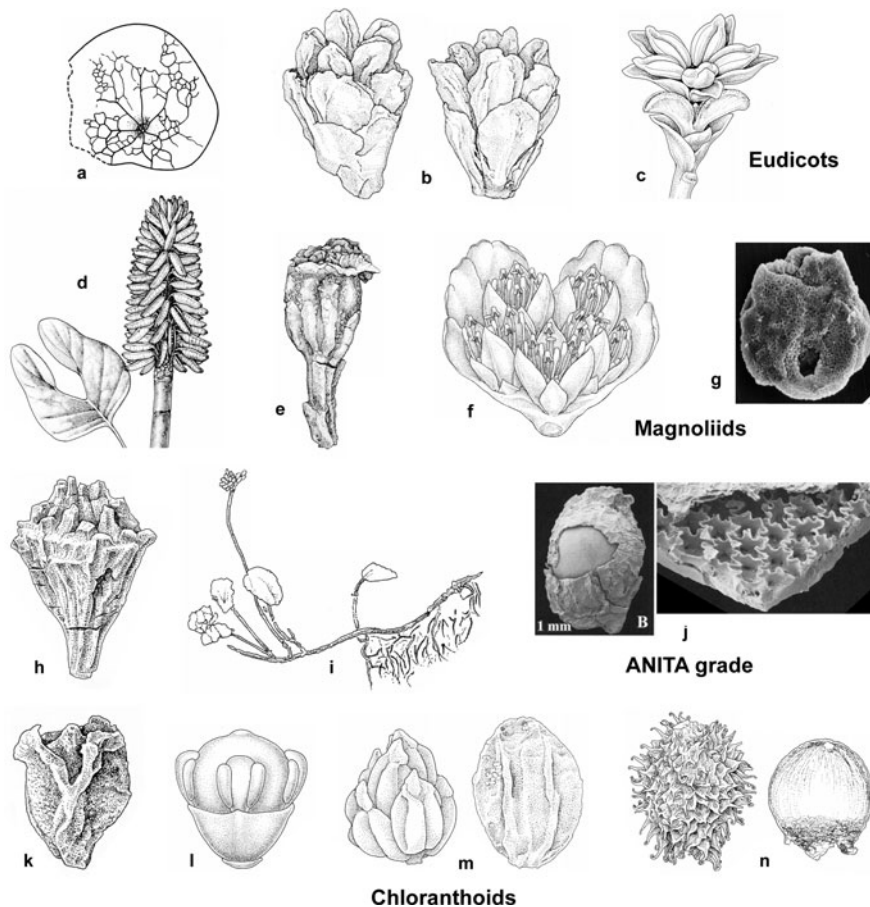 a
b
c
Eudicots
d
e
f
g
Magnoliids
h
i
1 mm
B
j
ANITA grade
k
l
m
n
Chloranthoids